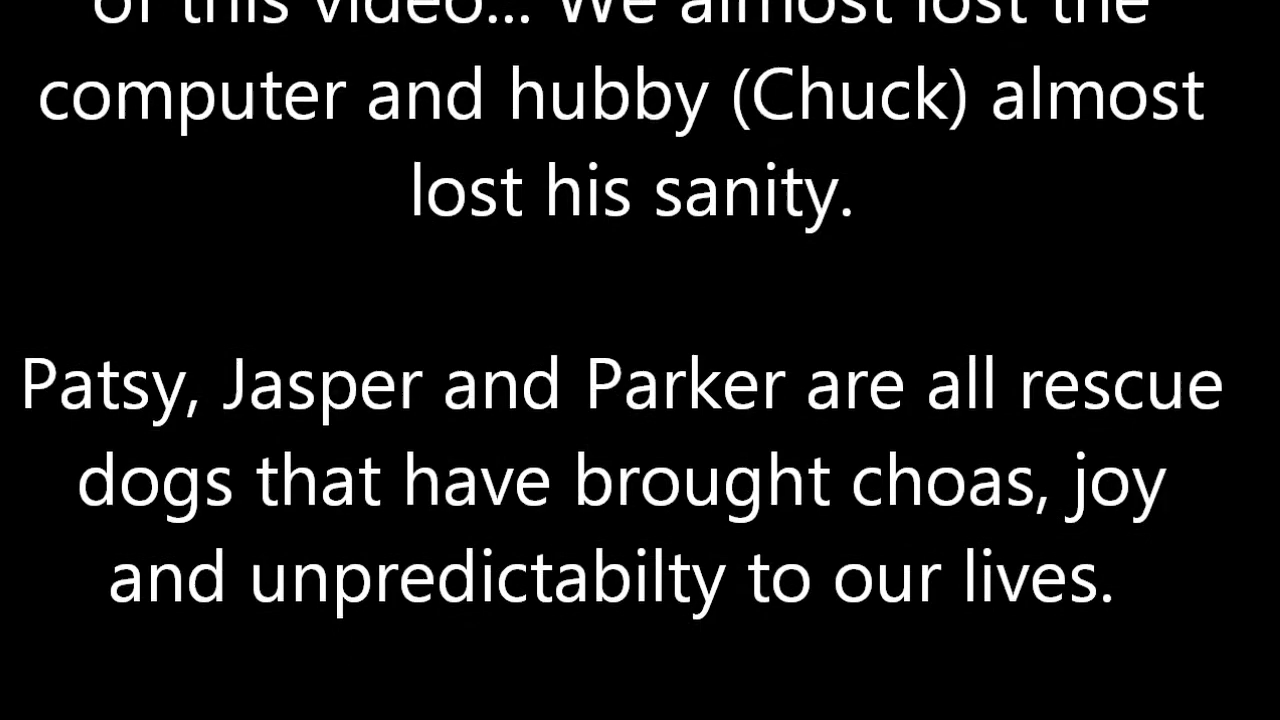 of this video... We almost lost the
computer and hubby (Chuck) almost
lost his sanity.
Patsy, Jasper and Parker are all rescue
dogs that have brought choas, joy
and unpredictabilty to our lives.